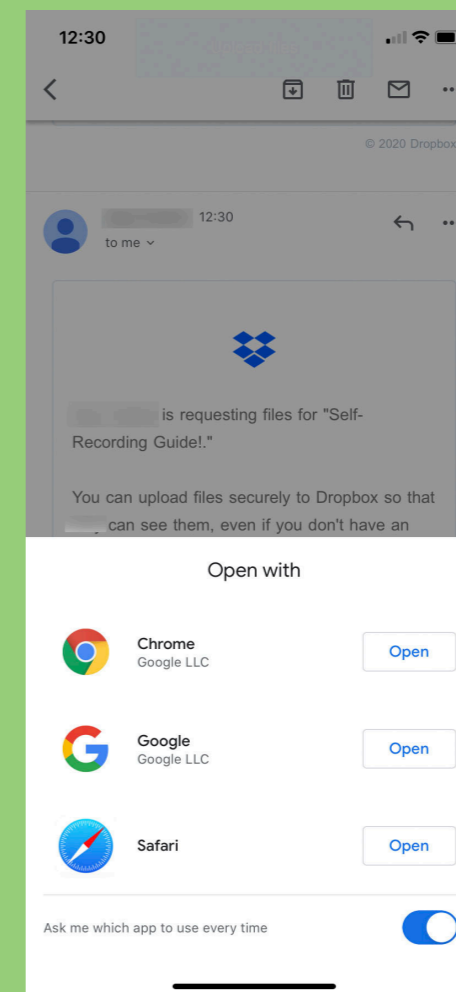 12:30
© 2020 Dropbox
12:30
to me
is requesting files for "Self-
Recording Guide!."
You can upload files securely to Dropbox so that
can see them, even if you don't have an
Open with
Chrome
Google LLC
Open
Google
Google LLC
Open
Safari
Open
Ask me which app to use every time